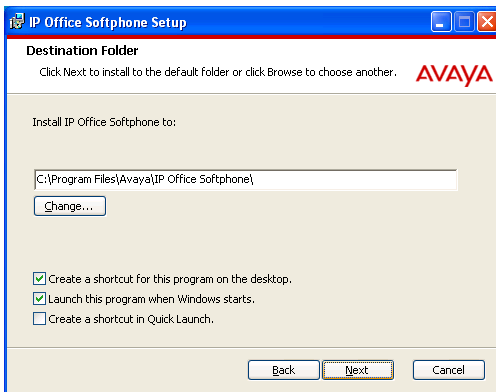 IP Office Softphone Setup
Destination Folder
Click Next to install to the default folder or click Browse to choose another.
AVAYA
Install IP Office Softphone to:
C:\Program Files\Avaya\IP Office Softphone\
Change...
Create a shortcut for this program on the desktop.
Launch this program when Windows starts.
Create a shortcut in Quick Launch.
Back Next Cancel